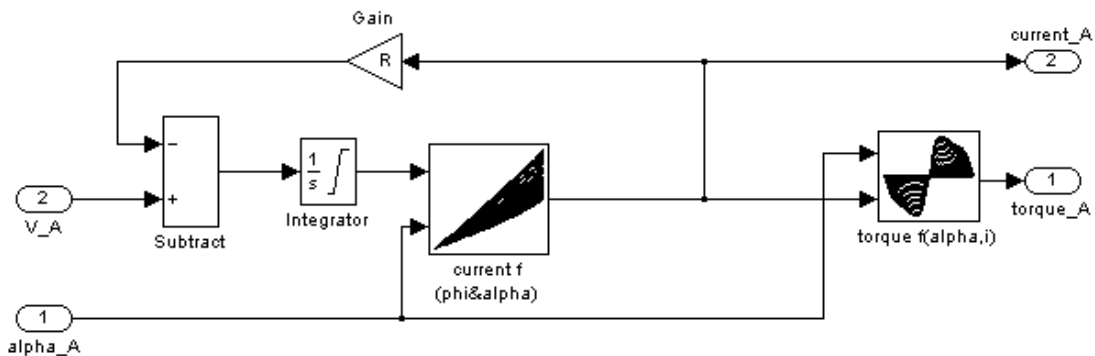 Gain
current_A
R
2
−
1
s
1
2
+
torque_A
V_A
Subtract
Integrator
torque f(alpha,i)
current f
(phi&alpha)
1
alpha_A